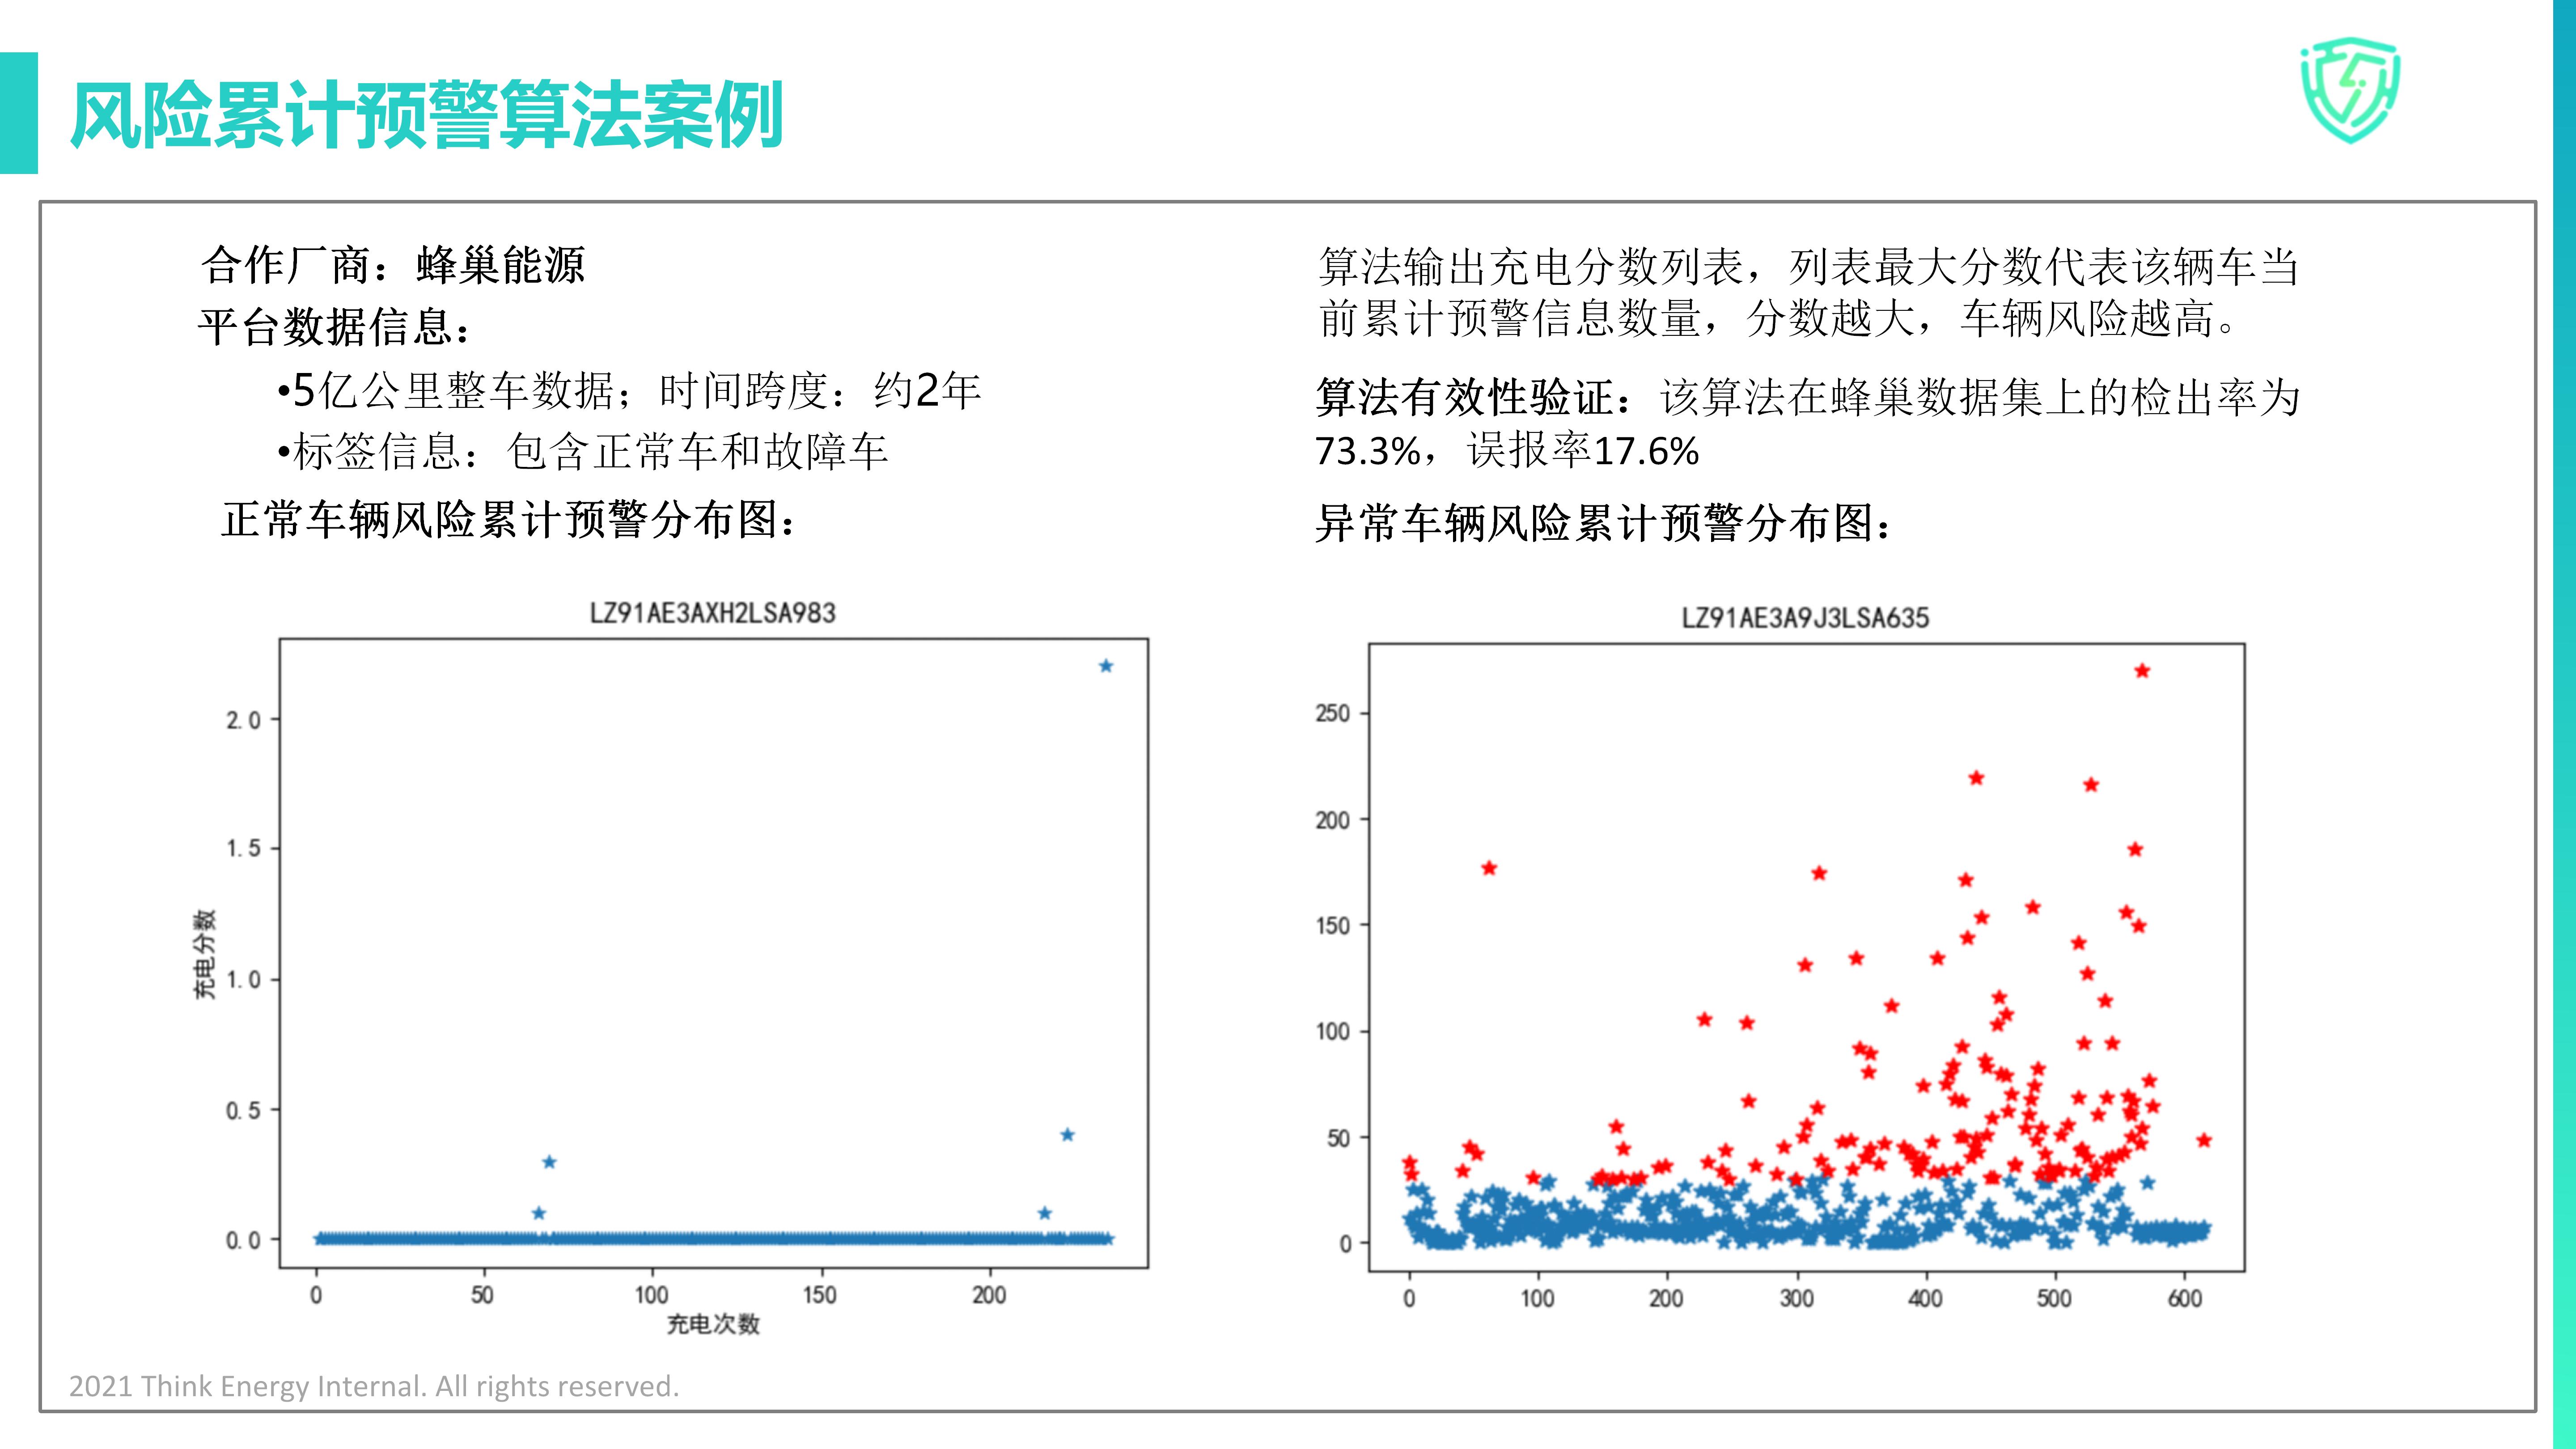 风险累计预警算法案例
合作厂商：蜂巢能源
平台数据信息：
•5亿公里整车数据；时间跨度：约2年
•标签信息：包含正常车和故障车
正常车辆风险累计预警分布图：
LZ91AE3AXH2LSA983
2.0
1.5
1.0
0.5
0.0
充电分数
0 50 100 150 200
充电次数
算法输出充电分数列表，列表最大分数代表该辆车当
前累计预警信息数量，分数越大，车辆风险越高。
算法有效性验证：该算法在蜂巢数据集上的检出率为
73.3%，误报率17.6%
异常车辆风险累计预警分布图：
LZ91AE3A9J3LSA635
250
200
150
100
50
0
0 100 200 300 400 500 600
2021 Think Energy Internal. All rights reserved.